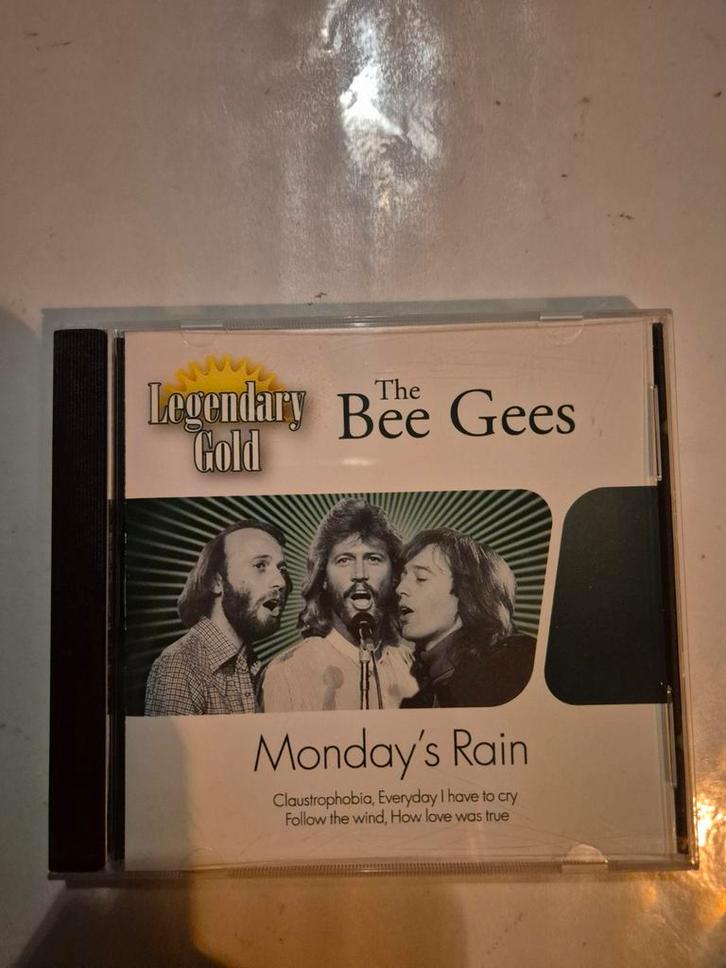 Legendary
Gold
The
Bee Gees
Monday's Rain
Claustrophobia, Everyday I have to cry
Follow the wind, How love was true